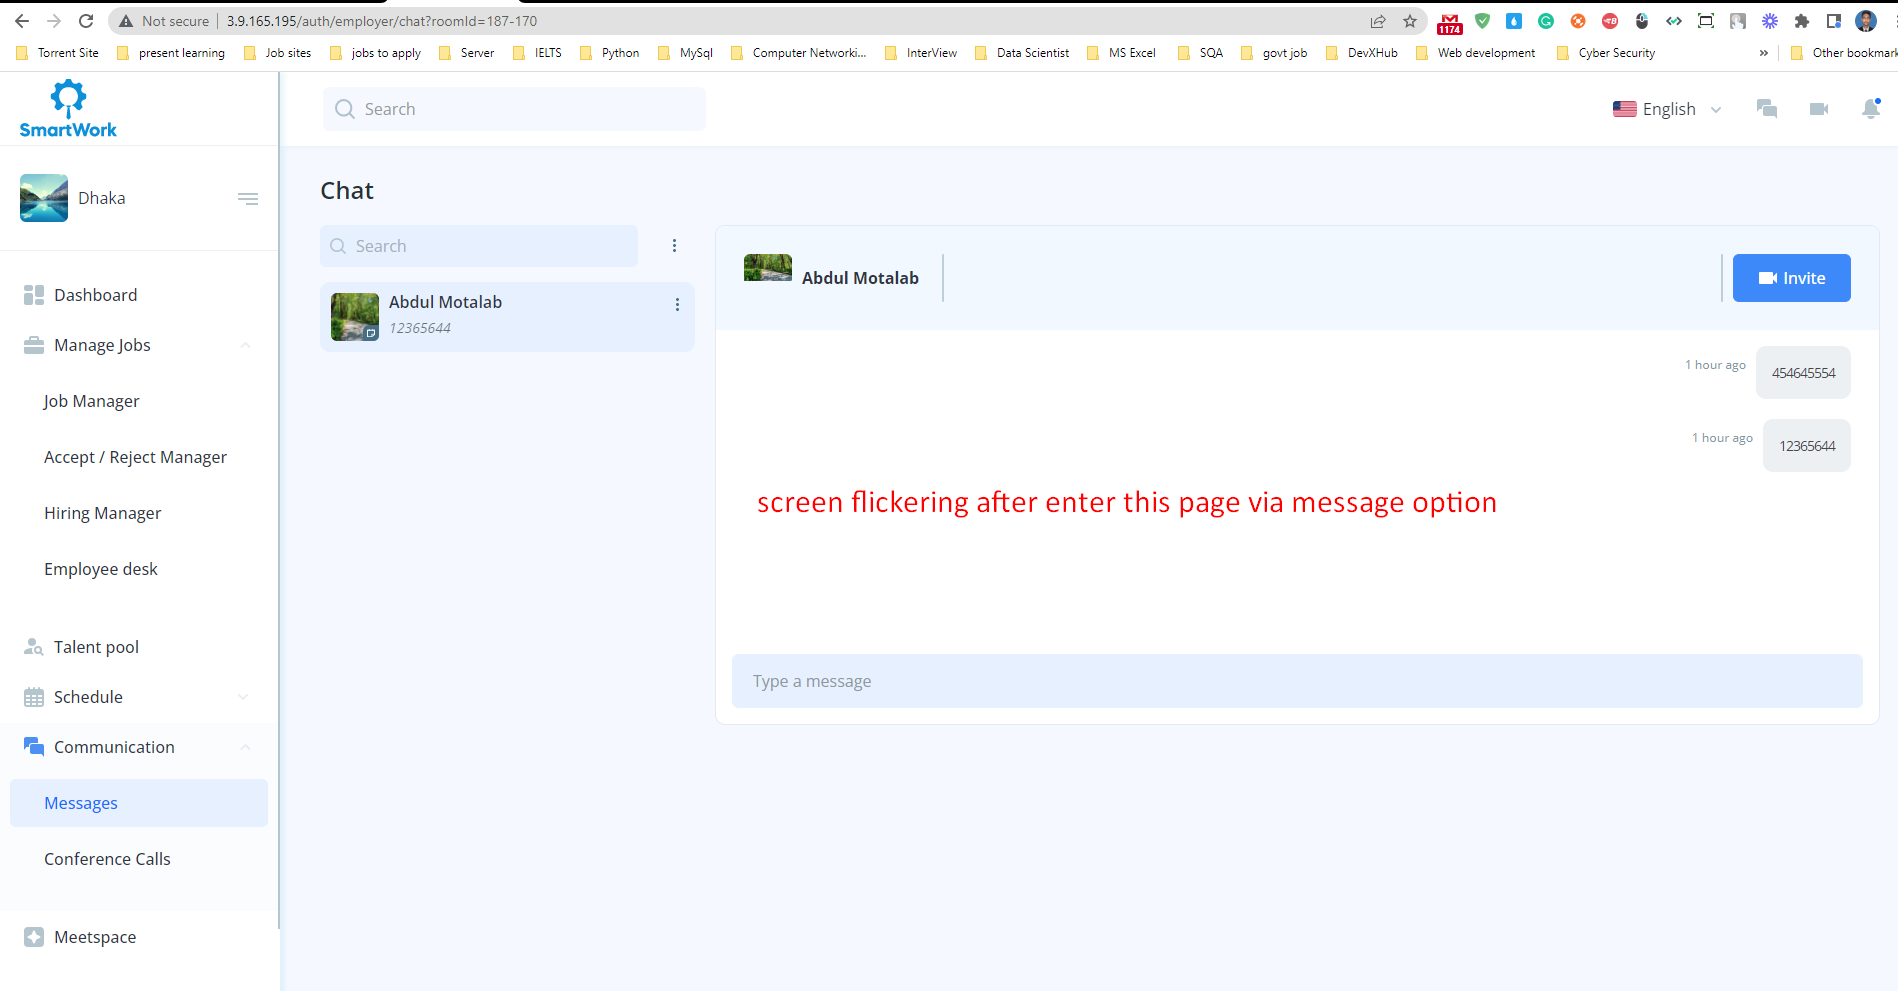 Not secure
3.9.165.195/auth/employer/chat?roomId=187-170
1174
Torrent Site
present learning
Job sites
jobs to apply
Server
IELTS
Python
MySql
Computer Networki...
InterView
Data Scientist
MS Excel
SQA
govt job
DevXHub
Web development
Cyber Security
»
Other bookmark
SmartWork
Search
English
Dhaka
Chat
Search
Abdul Motalab
12365644
Abdul Motalab
Invite
Dashboard
Manage Jobs
Job Manager
Accept / Reject Manager
Hiring Manager
Employee desk
Talent pool
Schedule
Communication
Messages
Conference Calls
Meetspace
1 hour ago
454645554
1 hour ago
12365644
screen flickering after enter this page via message option
Type a message